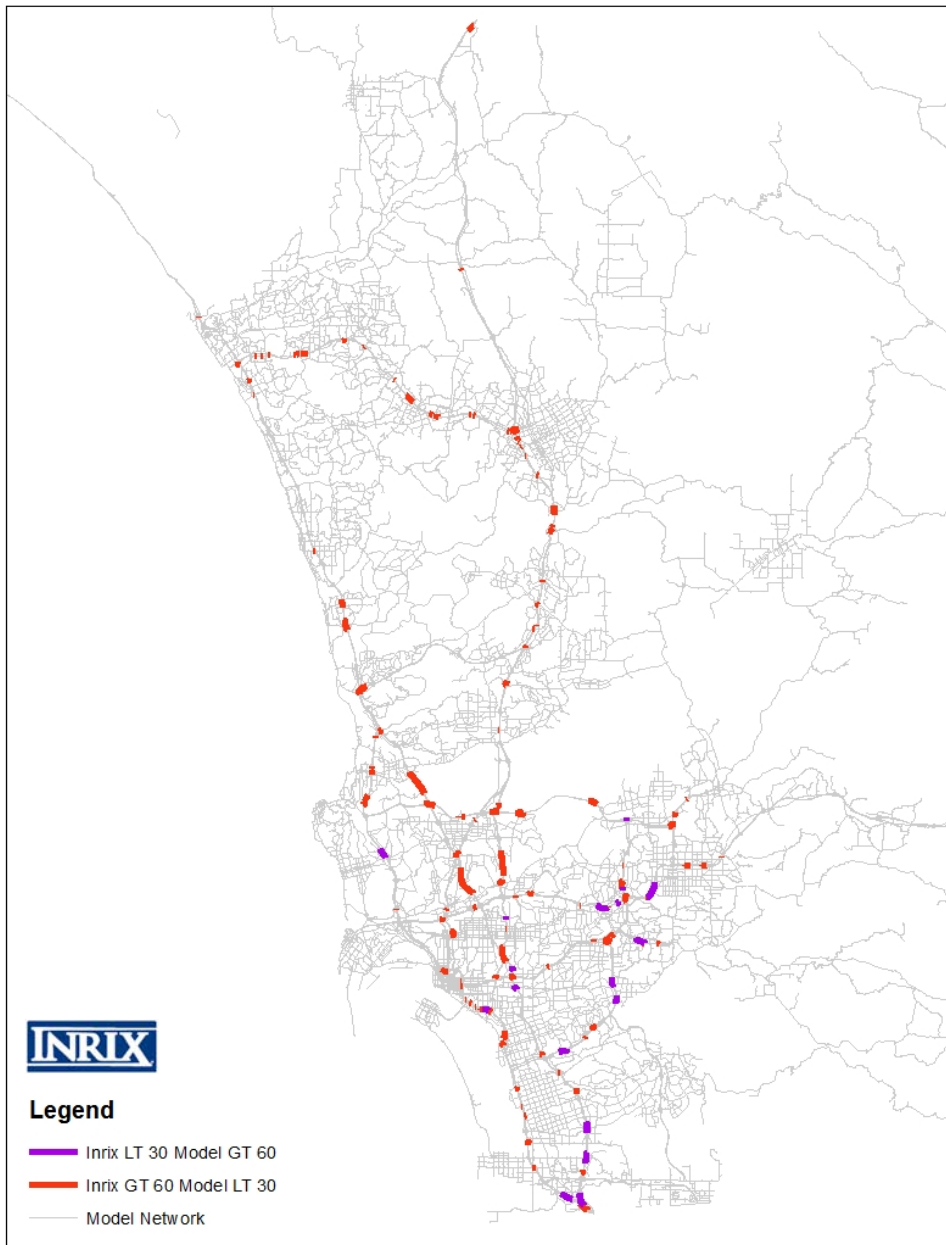 INRIX
Legend
Inrix LT 30 Model GT 60
Inrix GT 60 Model LT 30
Model Network